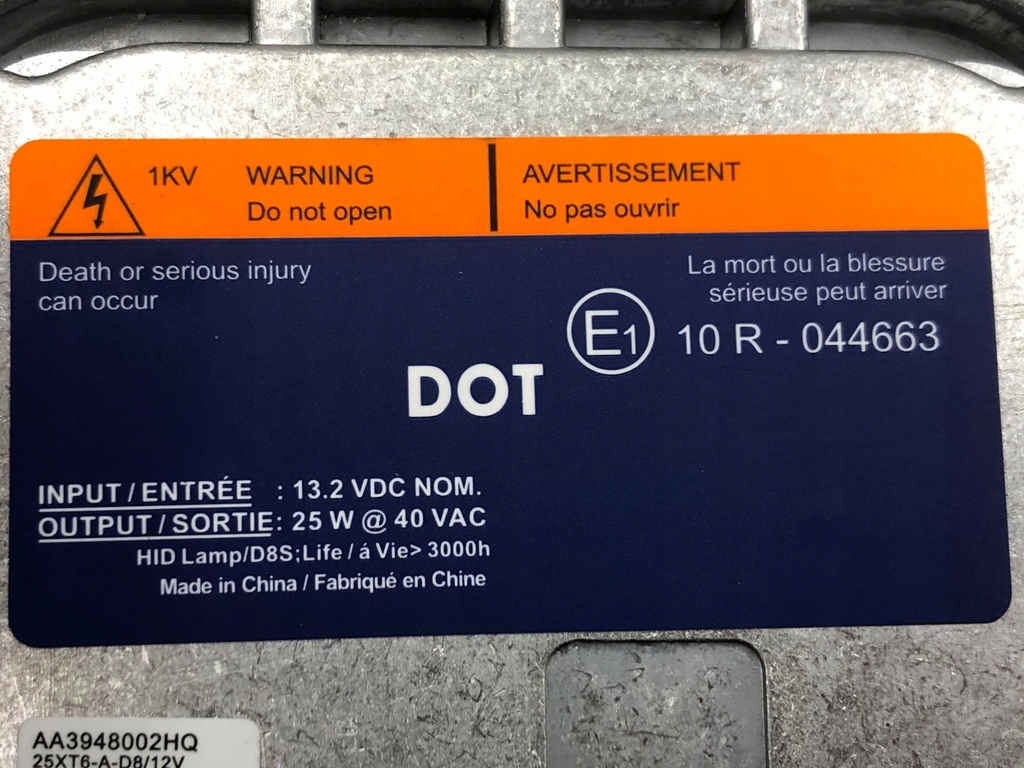 1KV WARNING AVERTISSEMENT
Do not open No pas ouvrir
Death or serious injury
can occur
La mort ou la blessure
sérieuse peut arriver
E1 10 R - 044663
DOT
INPUT / ENTRÉE : 13.2 VDC NOM.
OUTPUT / SORTIE: 25 W @ 40 VAC
HID Lamp/D8S;Life / á Vie> 3000h
Made in China / Fabriqué en Chine
AA3948002HQ
25XT6-A-D8/12V